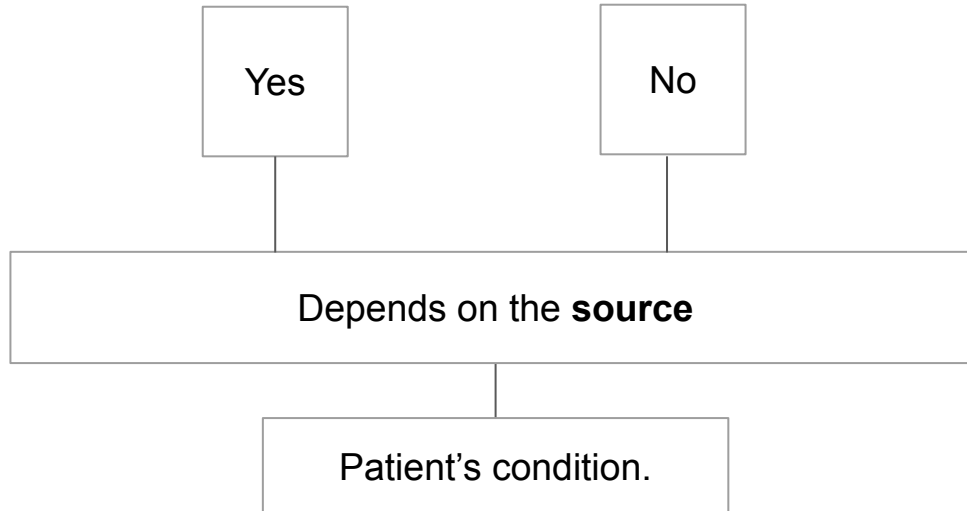 Yes
No
Depends on the source
Patient’s condition.